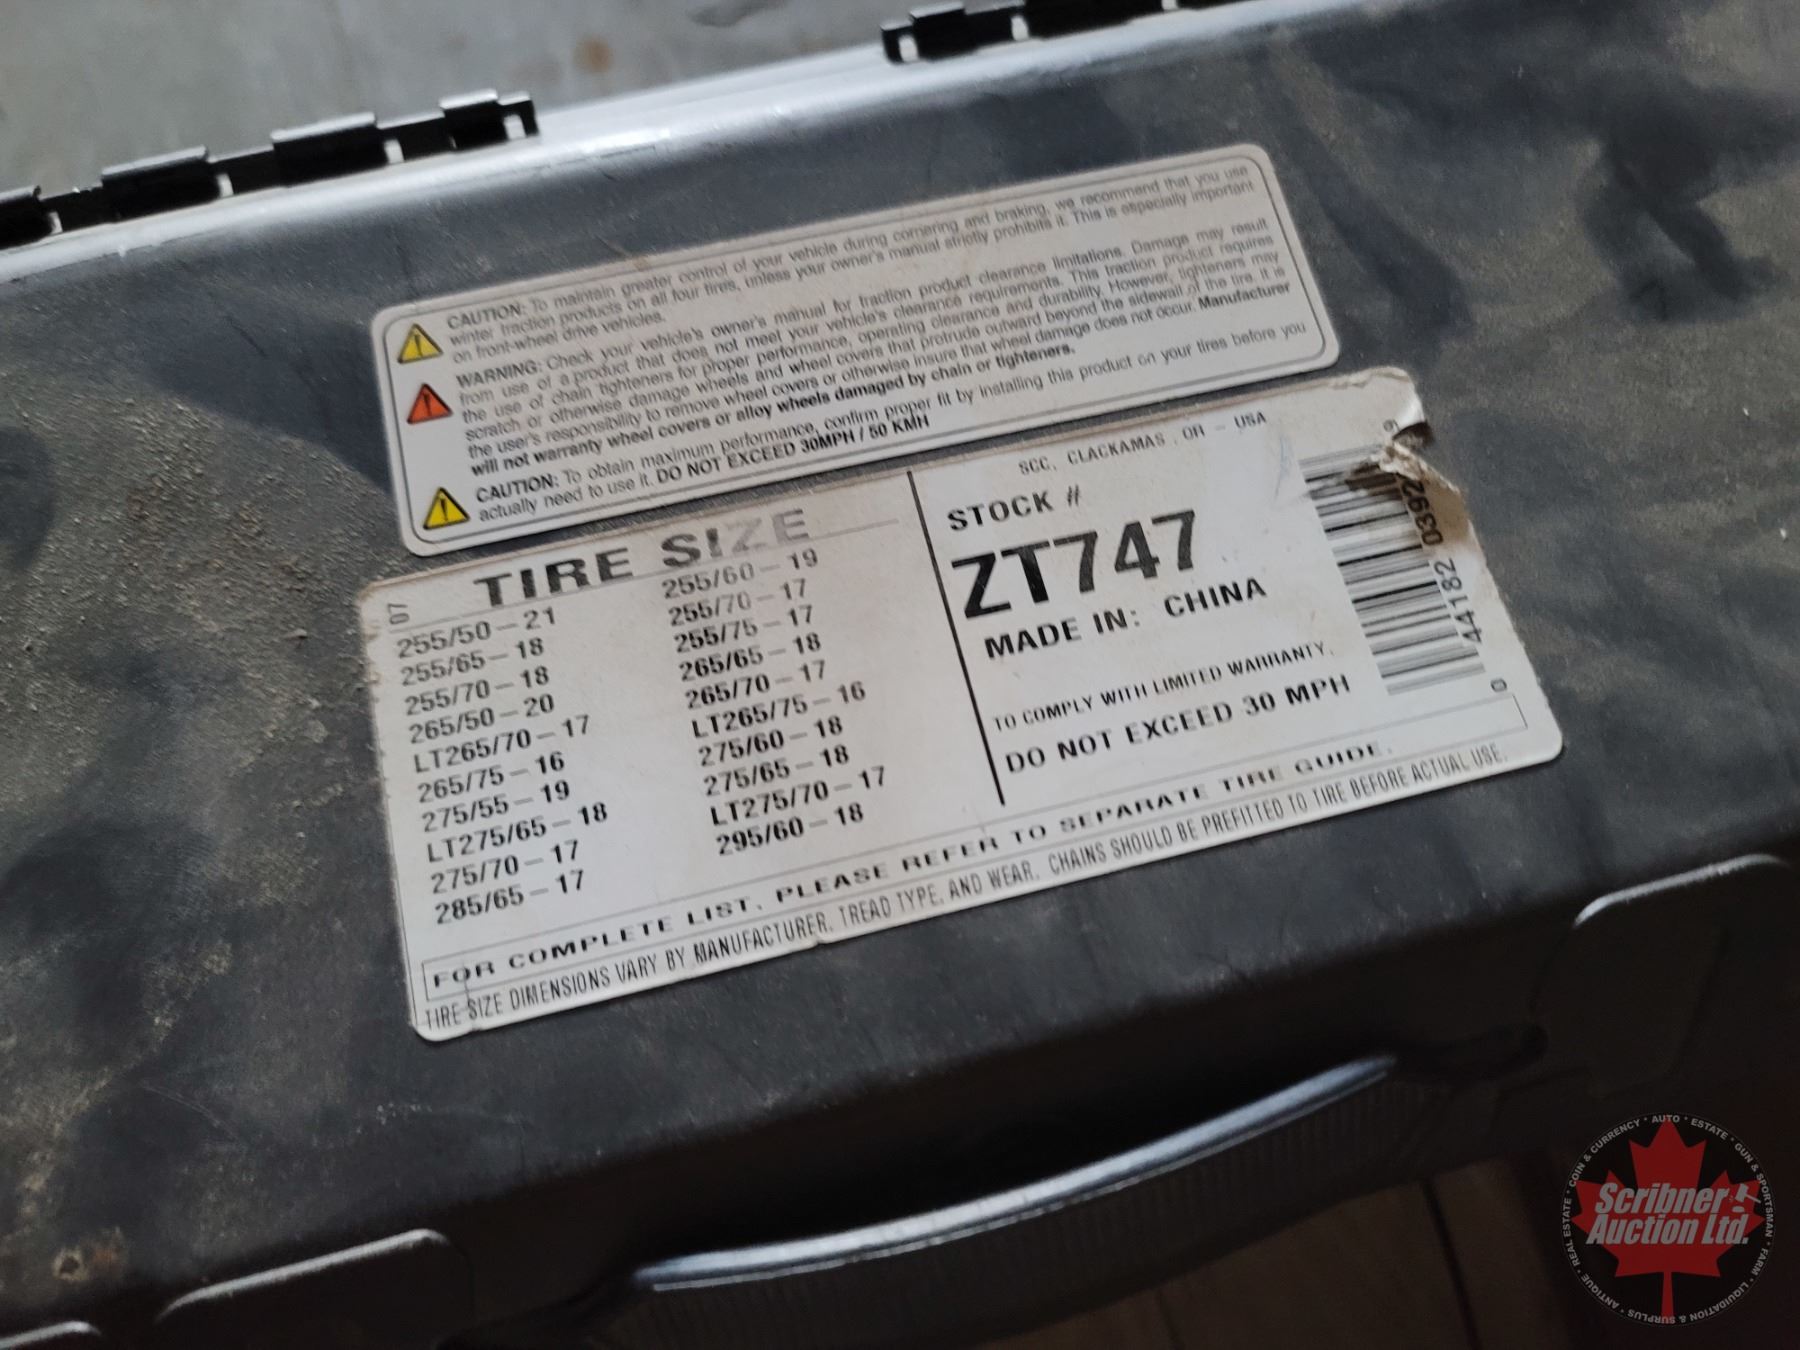 CAUTION: To maintain greater control of your vehicle during cornering and braking, we recommend that you use
winter traction products on all four tires, unless your owner's manual strictly prohibits it. This is especially important
on front-wheel drive vehicles.
WARNING: Check your vehicle's owner's manual for traction product clearance limitations. Damage may result
from use of a product that does not meet your vehicle's clearance requirements. This traction product requires
the use of chain tighteners for proper performance, operating clearance and durability. However, tighteners may
scratch or otherwise damage wheels and wheel covers that protrude outward beyond the sidewall of the tire. It is
the user's responsibility to remove wheel covers or otherwise insure that wheel damage does not occur. Manufacturer
will not warranty wheel covers or alloy wheels damaged by chain or tighteners.
CAUTION: To obtain maximum performance, confirm proper fit by installing this product on your tires before you
actually need to use it. DO NOT EXCEED 30MPH / 50 KMH
07
TIRE SIZE
255/50-21
255/65-18
255/70-18
265/50-20
LT265/70-17
265/75-16
275/55-19
LT275/65-18
275/70-17
285/65-17
255/60-19
255/70-17
255/75-17
265/65-18
265/70-17
LT265/75-16
275/60-18
275/65-18
LT275/70-17
295/60-18
SCC, CLACKAMAS, OR - USA
STOCK #
ZT747
MADE IN: CHINA
TO COMPLY WITH LIMITED WARRANTY,
DO NOT EXCEED 30 MPH
0 44182 0392 9
FOR COMPLETE LIST, PLEASE REFER TO SEPARATE TIRE GUIDE.
TIRE SIZE DIMENSIONS VARY BY MANUFACTURER, TREAD TYPE, AND WEAR. CHAINS SHOULD BE PREFITTED TO TIRE BEFORE ACTUAL USE.
COIN & CURRENCY * AUTO * ESTATE * GUN & SPORTSMAN * FARM * LIQUIDATION & SURPLUS * ANTIQUE * REAL ESTATE *
Scribner
Auction Ltd.